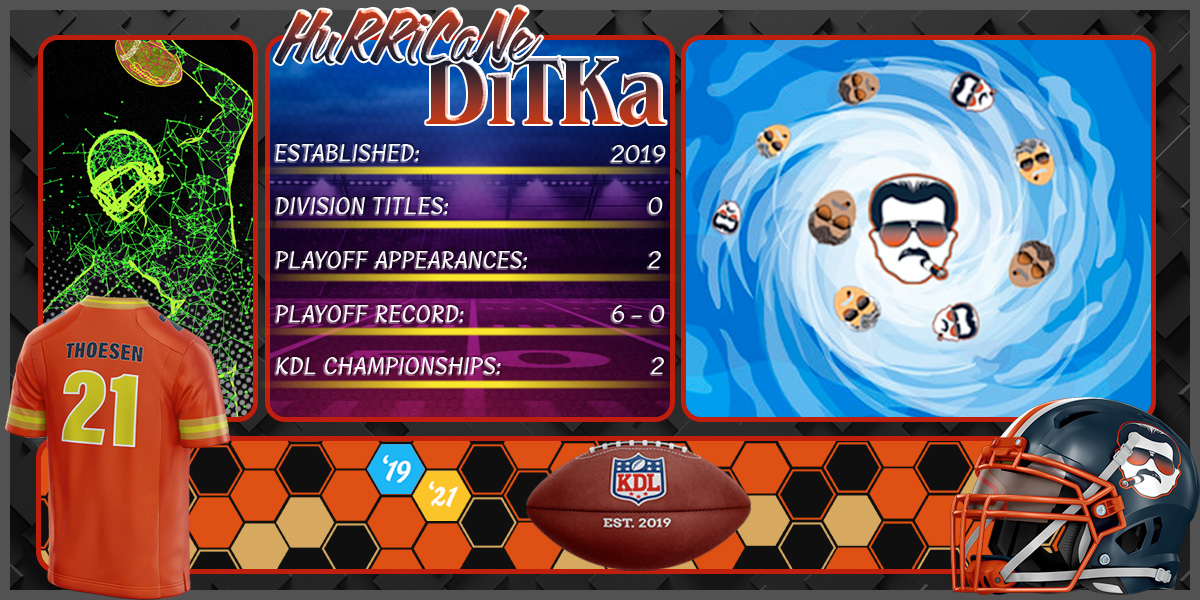 HuRRiCaNe
DiTKa
ESTABLISHED: 2019
DIVISION TITLES: 0
PLAYOFF APPEARANCES: 2
PLAYOFF RECORD: 6 – 0
KDL CHAMPIONSHIPS: 2
THOESEN
21
'19
'21
KDL
EST. 2019